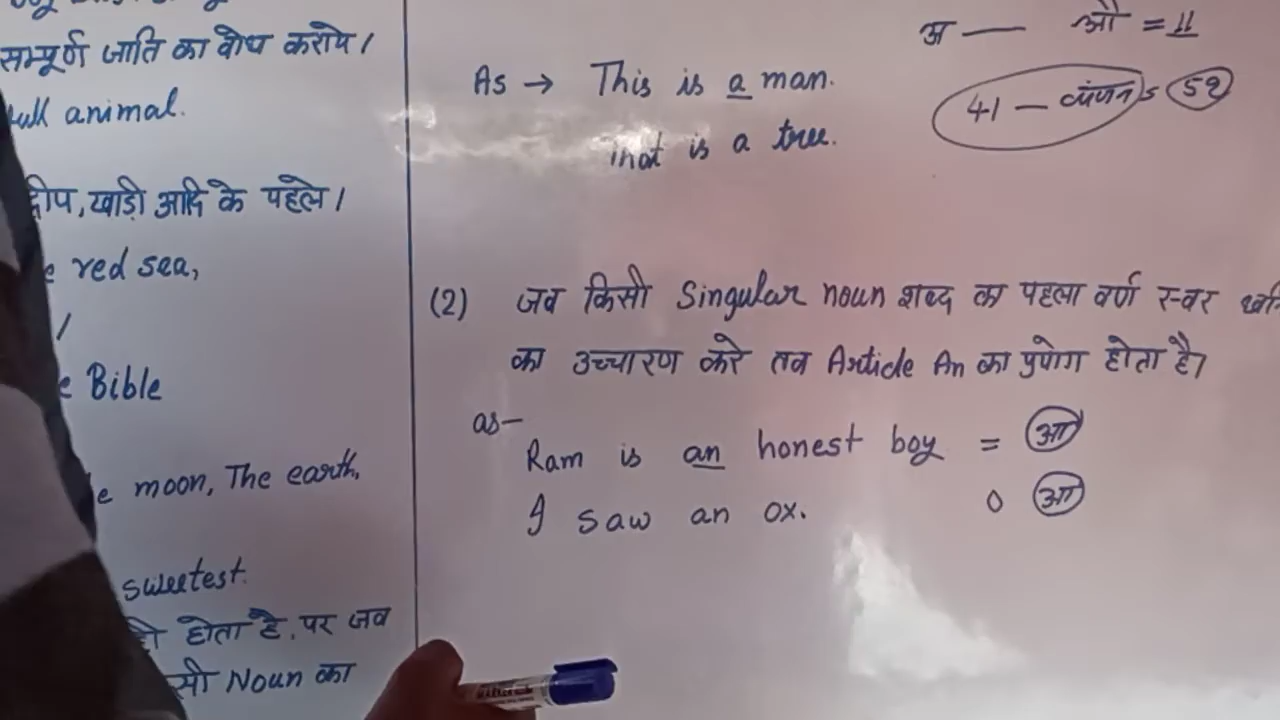 सम्पूर्ण जाति का बोध कराये।
animal.
द्वीप, खाड़ी आदि के पहले।
red sea,
Bible
moon, The earth,
sweetest.
होता है, पर जब
Noun का
अ — औ = 11
41 — व्यंजन = 52
As → This is a man.
is a tree.
(2) जब किसी Singular noun शब्द का पहला वर्ण स्वर
का उच्चारण करे तब Article An का प्रयोग होता है।
as—
Ram is an honest boy = आ
I saw an ox. o आ